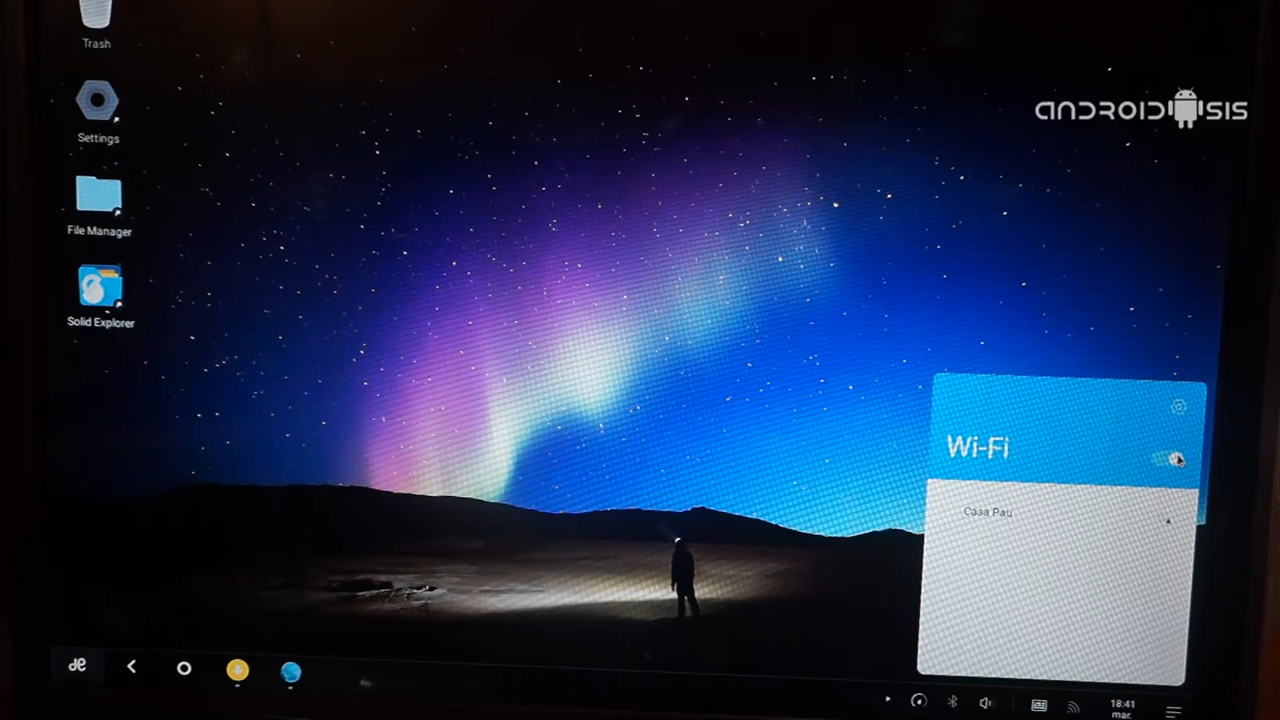 Trash
ANDROIDSIS
Settings
File Manager
Solid Explorer
Wi-Fi
Casa Pau
18:41
mar.